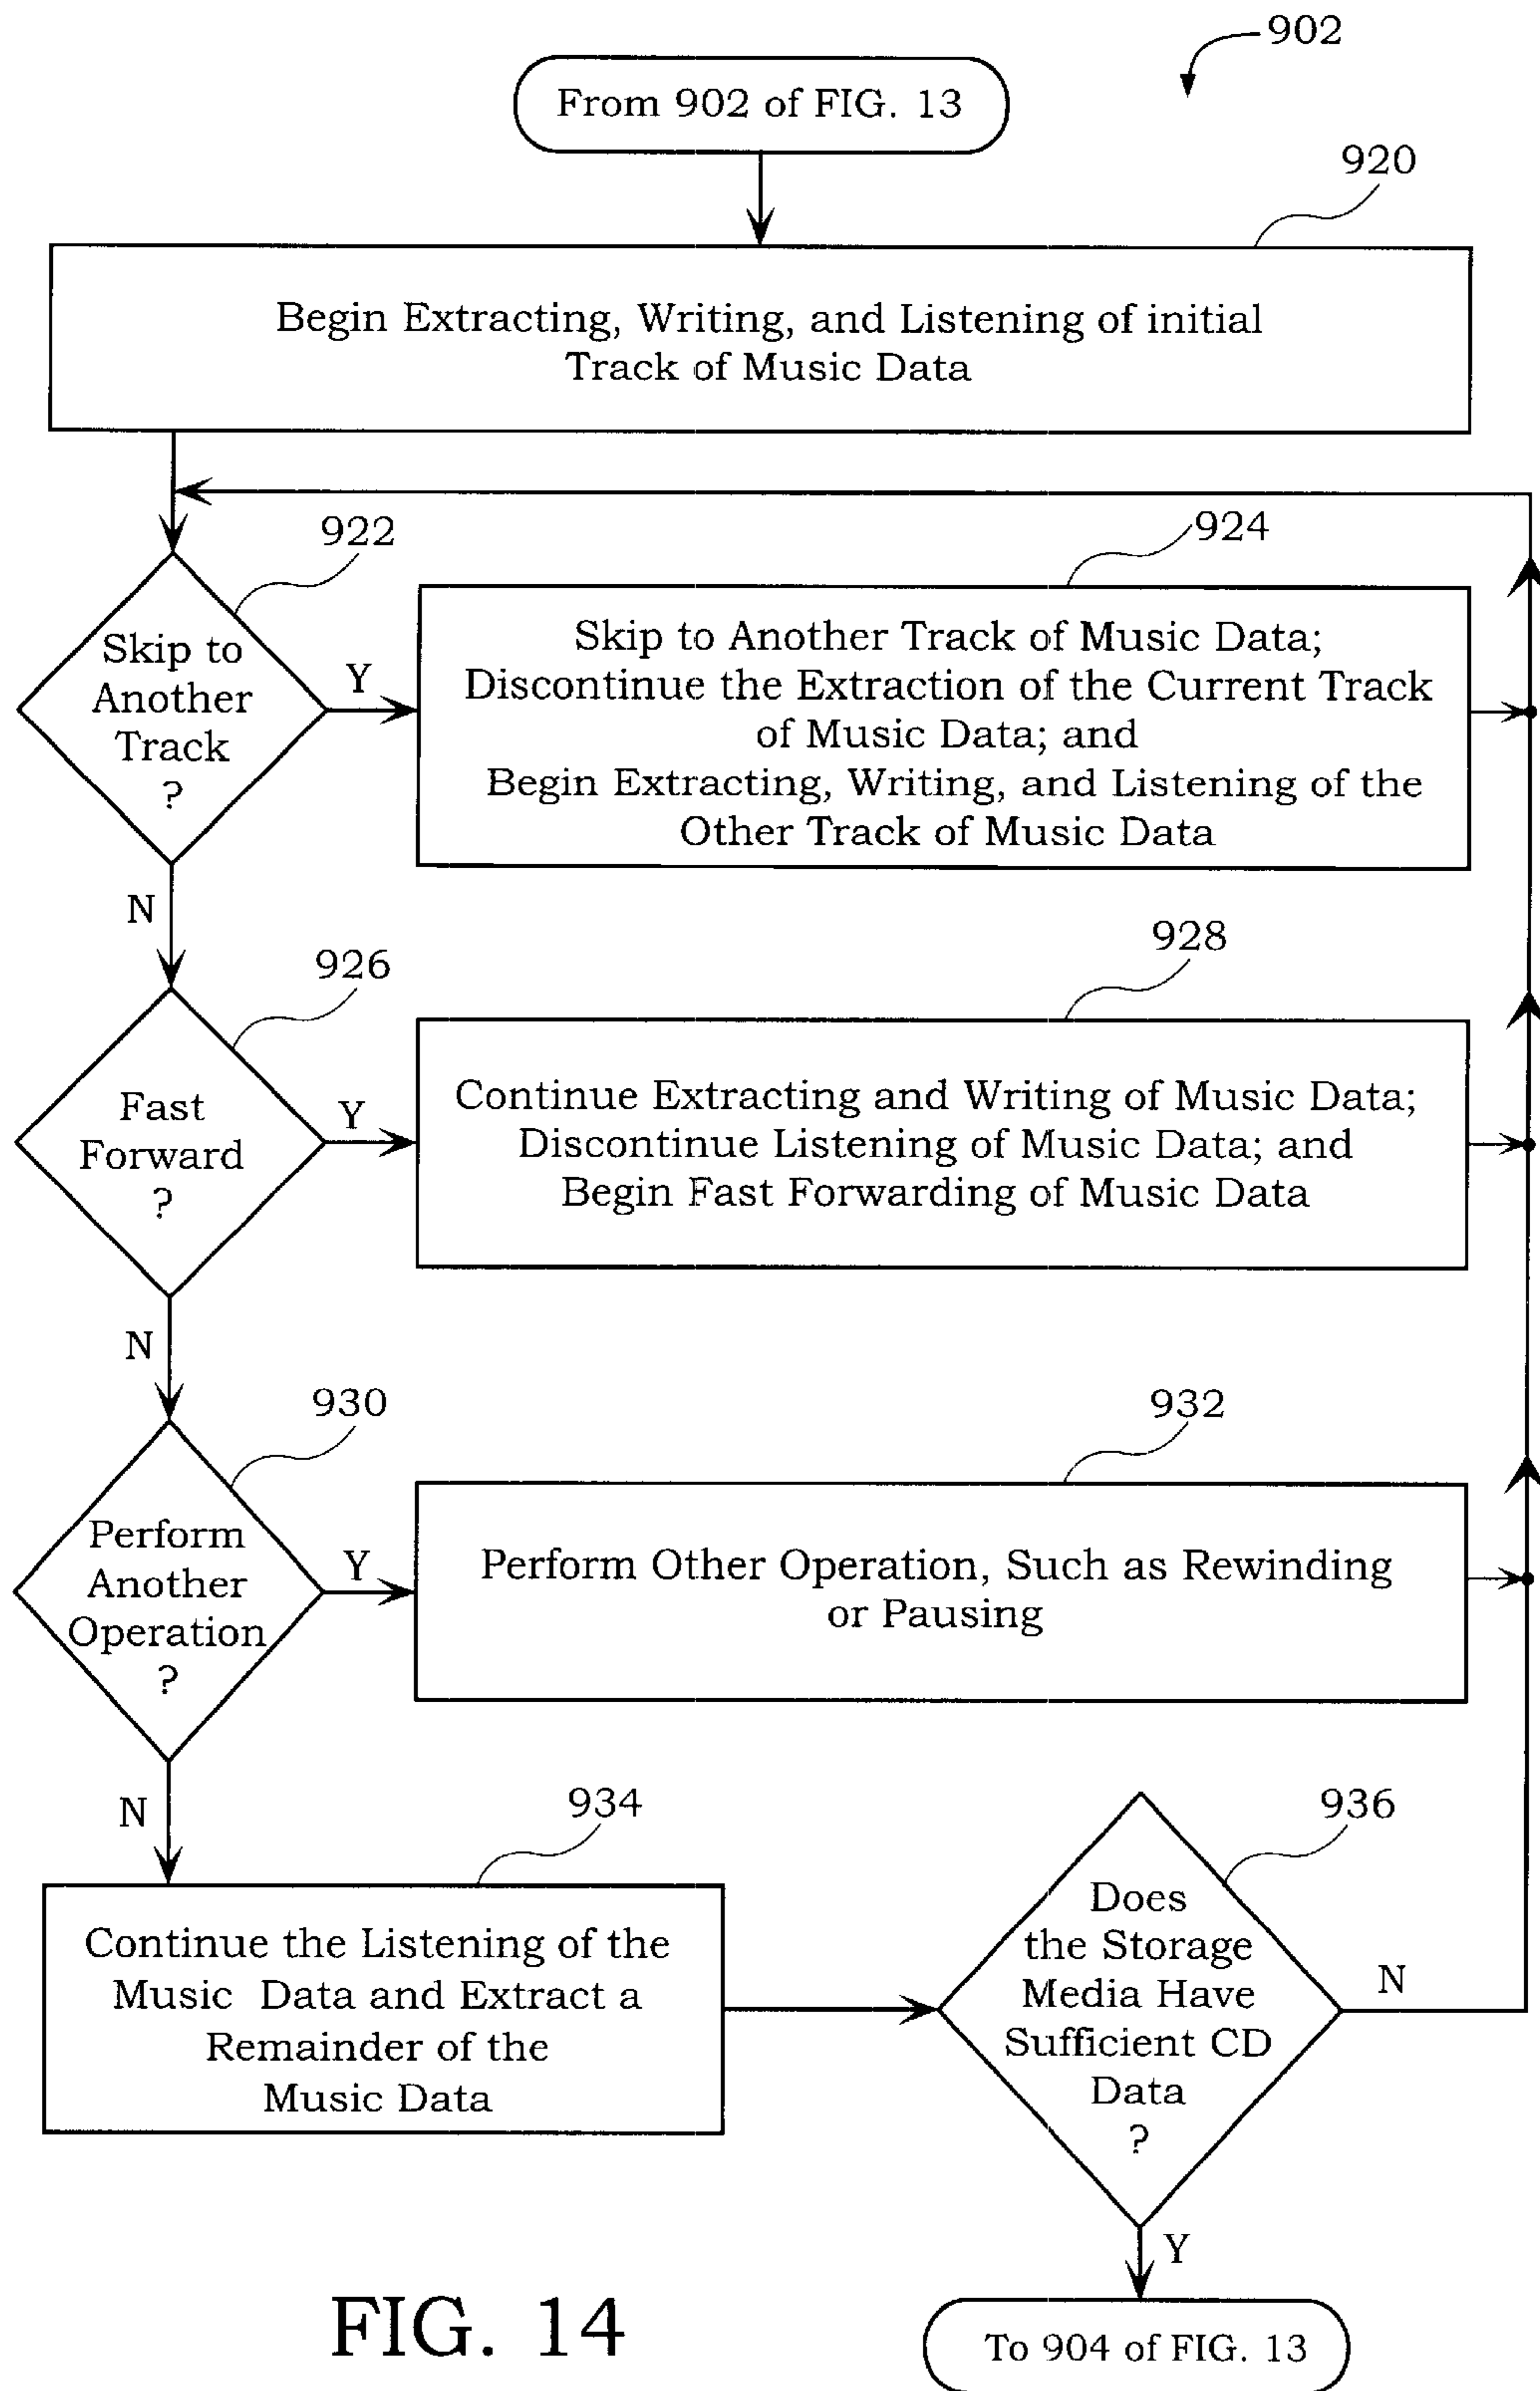 902
From 902 of FIG. 13
920
Begin Extracting, Writing, and Listening of initial
Track of Music Data
922
Skip to
Another
Track
?
Y
N
924
Skip to Another Track of Music Data;
Discontinue the Extraction of the Current Track
of Music Data; and
Begin Extracting, Writing, and Listening of the
Other Track of Music Data
926
Fast
Forward
?
Y
N
928
Continue Extracting and Writing of Music Data;
Discontinue Listening of Music Data; and
Begin Fast Forwarding of Music Data
930
Perform
Another
Operation
?
Y
N
932
Perform Other Operation, Such as Rewinding
or Pausing
934
Continue the Listening of the
Music Data and Extract a
Remainder of the
Music Data
936
Does
the Storage
Media Have
Sufficient CD
Data
?
N
Y
To 904 of FIG. 13
FIG. 14